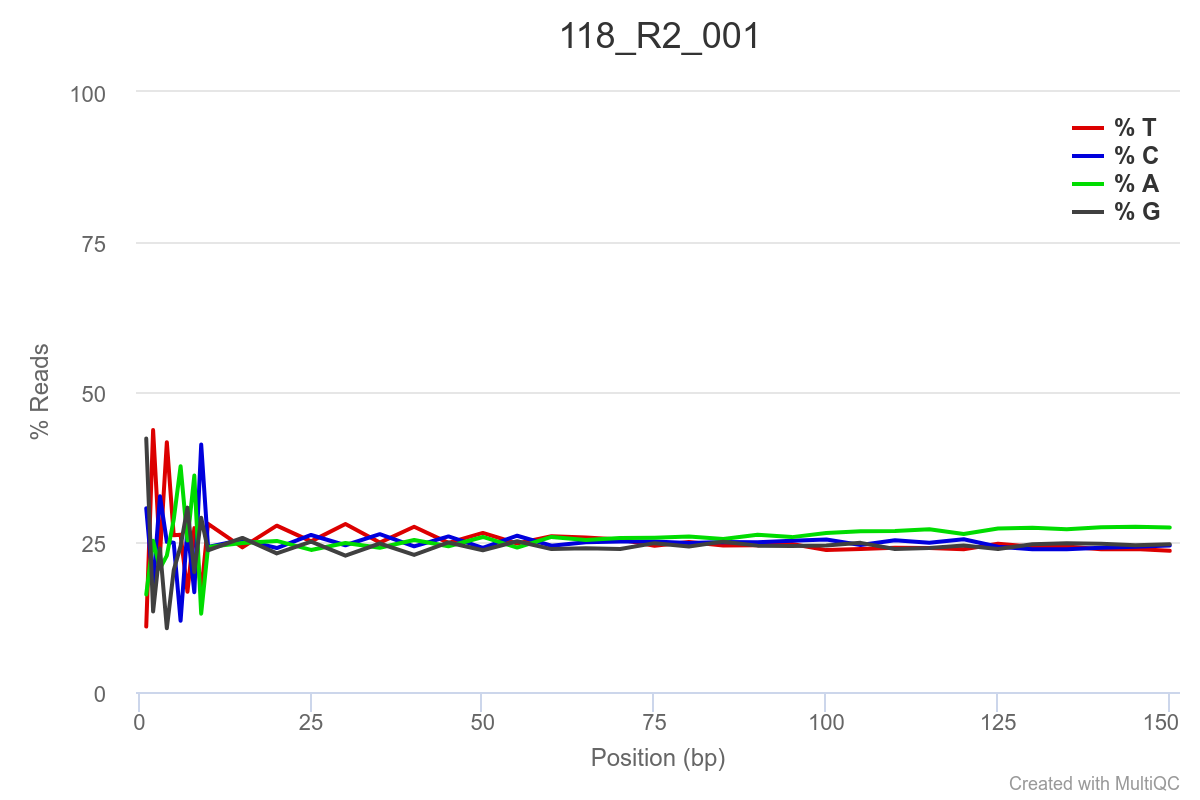 118_R2_001
100
75
50
25
0
% Reads
% T
% C
% A
% G
0 25 50 75 100 125 150
Position (bp)
Created with MultiQC